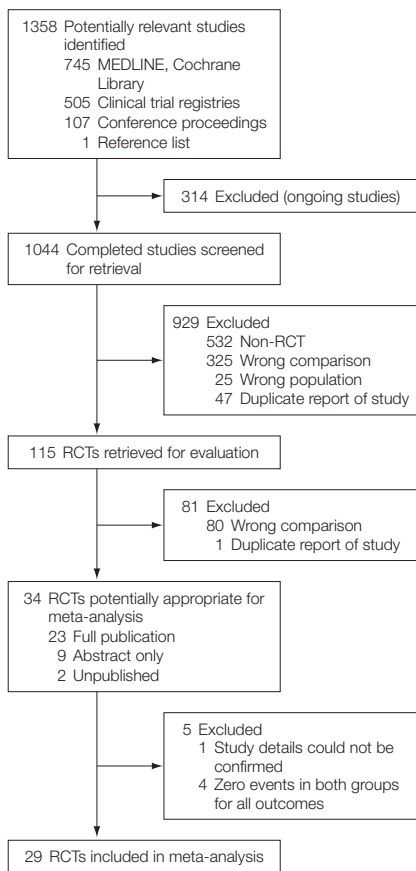 1358 Potentially relevant studies
identified
745 MEDLINE, Cochrane
Library
505 Clinical trial registries
107 Conference proceedings
1 Reference list
314 Excluded (ongoing studies)
1044 Completed studies screened
for retrieval
929 Excluded
532 Non-RCT
325 Wrong comparison
25 Wrong population
47 Duplicate report of study
115 RCTs retrieved for evaluation
81 Excluded
80 Wrong comparison
1 Duplicate report of study
34 RCTs potentially appropriate for
meta-analysis
23 Full publication
9 Abstract only
2 Unpublished
5 Excluded
1 Study details could not be
confirmed
4 Zero events in both groups
for all outcomes
29 RCTs included in meta-analysis